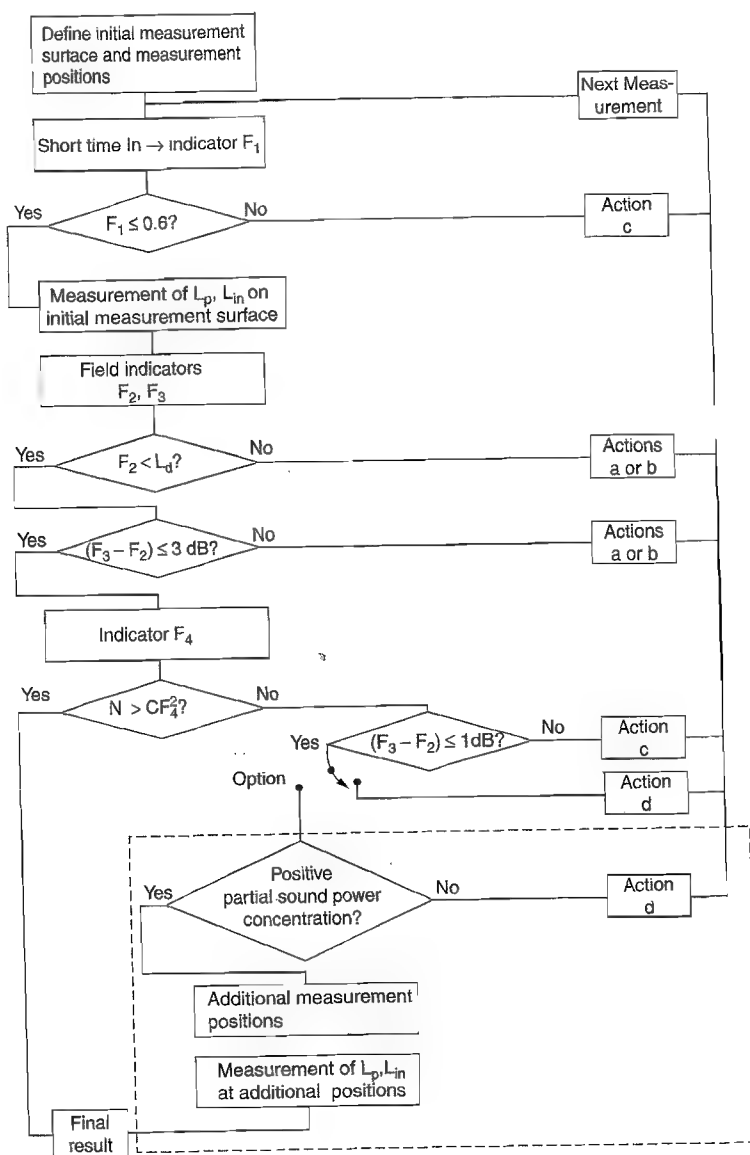 Define initial measurement
surface and measurement
positions
Next Meas-
urement
Short time In → indicator F₁
Yes
F₁ ≤ 0.6?
No
Action
c
Measurement of Lₚ, Lᵢₙ on
initial measurement surface
Field indicators
F₂, F₃
Yes
F₂ < L_d?
No
Actions
a or b
Yes
(F₃ – F₂) ≤ 3 dB?
No
Actions
a or b
Indicator F₄
Yes
N > CF₄²?
No
Yes
(F₃ – F₂) ≤ 1dB?
No
Action
c
Option
Action
d
Yes
Positive
partial sound power
concentration?
No
Action
d
Additional measurement
positions
Measurement of Lₚ,Lᵢₙ
at additional positions
Final
result